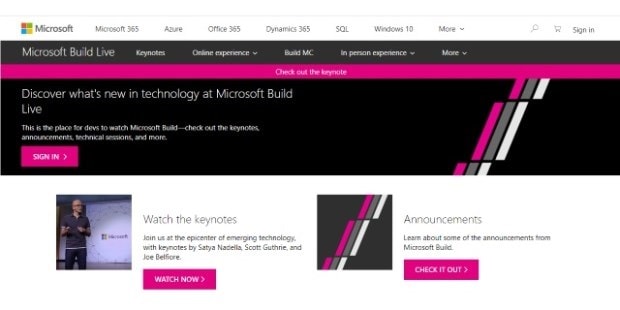 Microsoft Microsoft 365 Azure Office 365 Dynamics 365 SQL Windows 10 More Sign in
Microsoft Build Live Keynotes Online experience Build MC In person experience More
Check out the keynote
Discover what's new in technology at Microsoft Build
Live
This is the place for devs to watch Microsoft Build—check out the keynotes,
announcements, technical sessions, and more.
SIGN IN >
Microsoft
Watch the keynotes
Join us at the epicenter of emerging technology,
with keynotes by Satya Nadella, Scott Guthrie, and
Joe Belfiore.
WATCH NOW >
Announcements
Learn about some of the announcements from
Microsoft Build.
CHECK IT OUT >